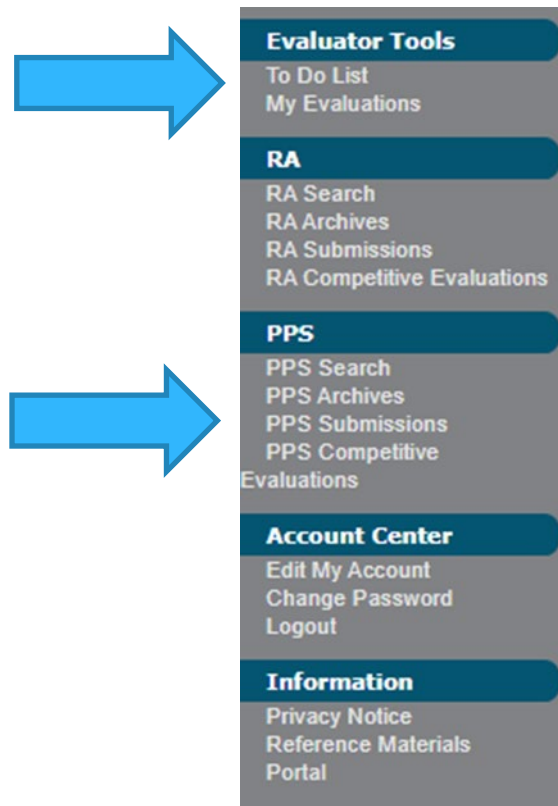 Evaluator Tools
To Do List
My Evaluations
RA
RA Search
RA Archives
RA Submissions
RA Competitive Evaluations
PPS
PPS Search
PPS Archives
PPS Submissions
PPS Competitive
Evaluations
Account Center
Edit My Account
Change Password
Logout
Information
Privacy Notice
Reference Materials
Portal